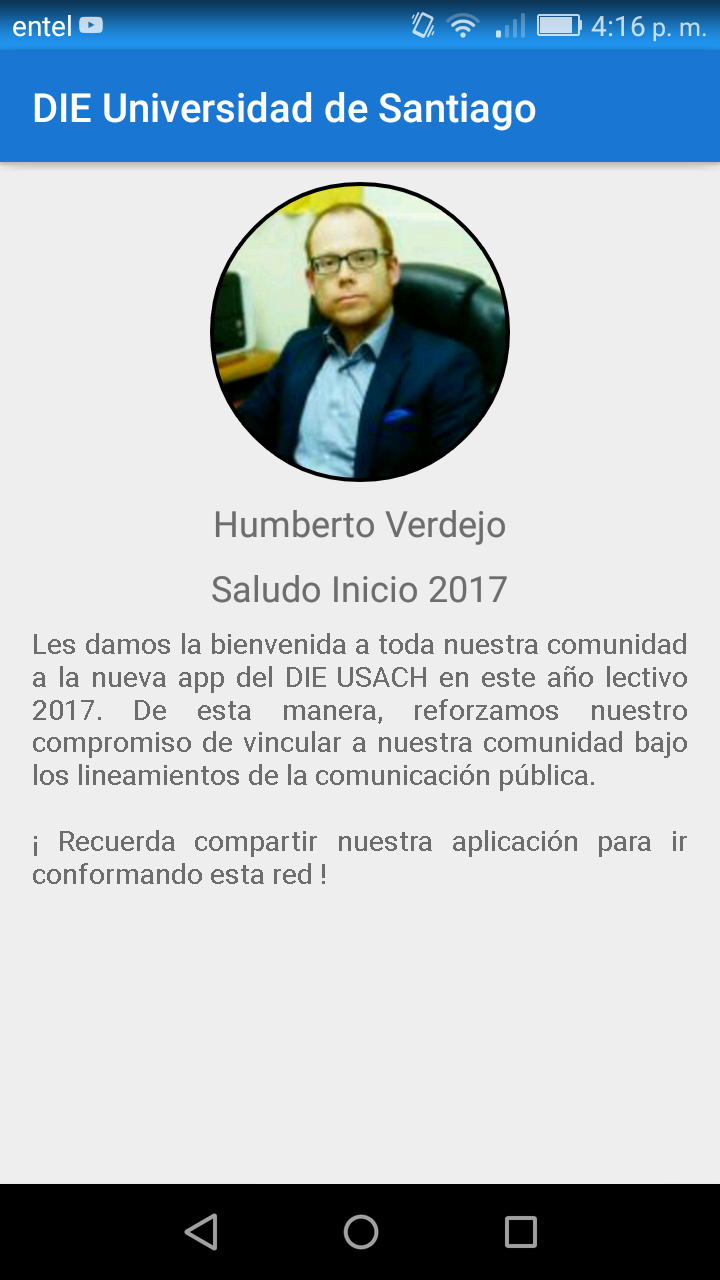 entel 4:16 p. m.
DIE Universidad de Santiago
Humberto Verdejo
Saludo Inicio 2017
Les damos la bienvenida a toda nuestra comunidad
a la nueva app del DIE USACH en este año lectivo
2017. De esta manera, reforzamos nuestro
compromiso de vincular a nuestra comunidad bajo
los lineamientos de la comunicación pública.
¡ Recuerda compartir nuestra aplicación para ir
conformando esta red !